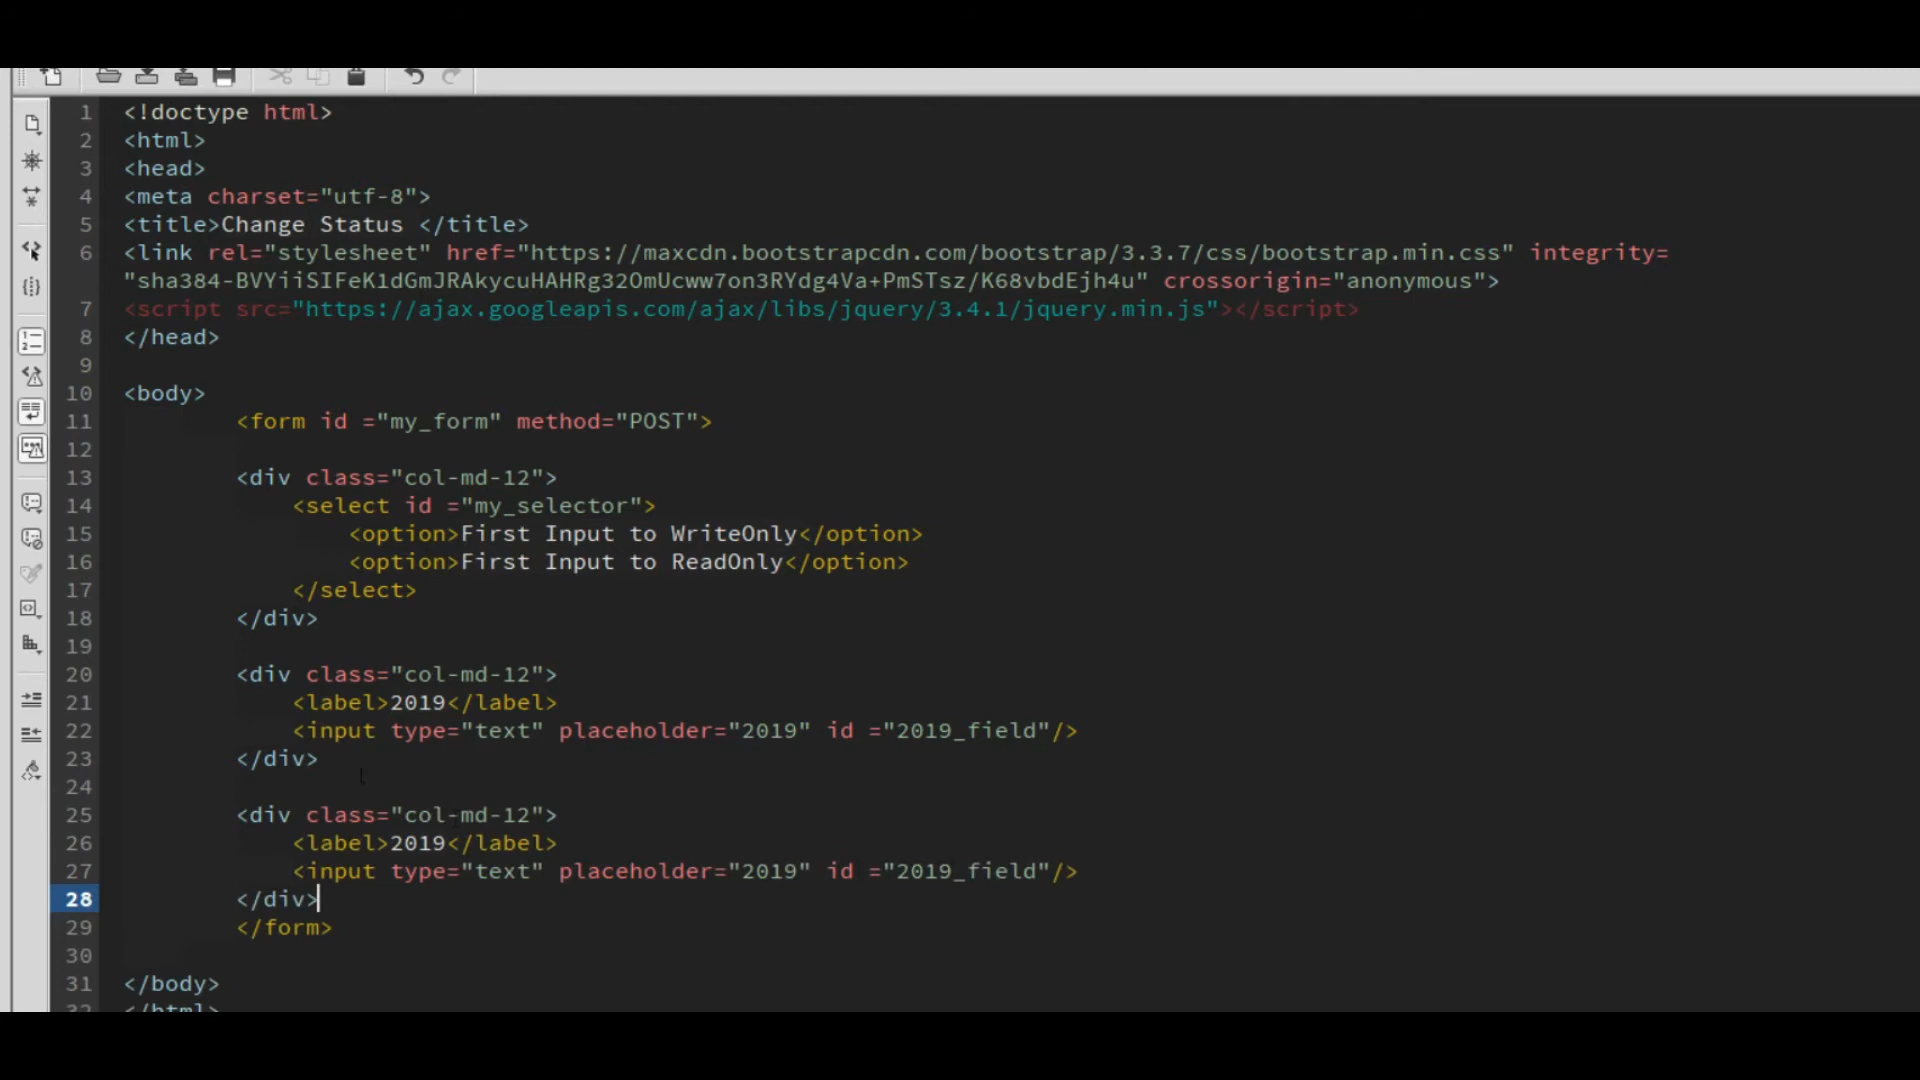 1 <!doctype html>
2 <html>
3 <head>
4 <meta charset="utf-8">
5 <title>Change Status </title>
6 <link rel="stylesheet" href="https://maxcdn.bootstrapcdn.com/bootstrap/3.3.7/css/bootstrap.min.css" integrity=
"sha384-BVYiiSIFeK1dGmJRAkycuHAHRg32OmUcww7on3RYdg4Va+PmSTsz/K68vbdEjh4u" crossorigin="anonymous">
7 <script src="https://ajax.googleapis.com/ajax/libs/jquery/3.4.1/jquery.min.js"></script>
8 </head>
9
10 <body>
11 <form id ="my_form" method="POST">
12
13 <div class="col-md-12">
14 <select id ="my_selector">
15 <option>First Input to WriteOnly</option>
16 <option>First Input to ReadOnly</option>
17 </select>
18 </div>
19
20 <div class="col-md-12">
21 <label>2019</label>
22 <input type="text" placeholder="2019" id ="2019_field"/>
23 </div>
24
25 <div class="col-md-12">
26 <label>2019</label>
27 <input type="text" placeholder="2019" id ="2019_field"/>
28 </div>
29 </form>
30
31 </body>
32 </html>